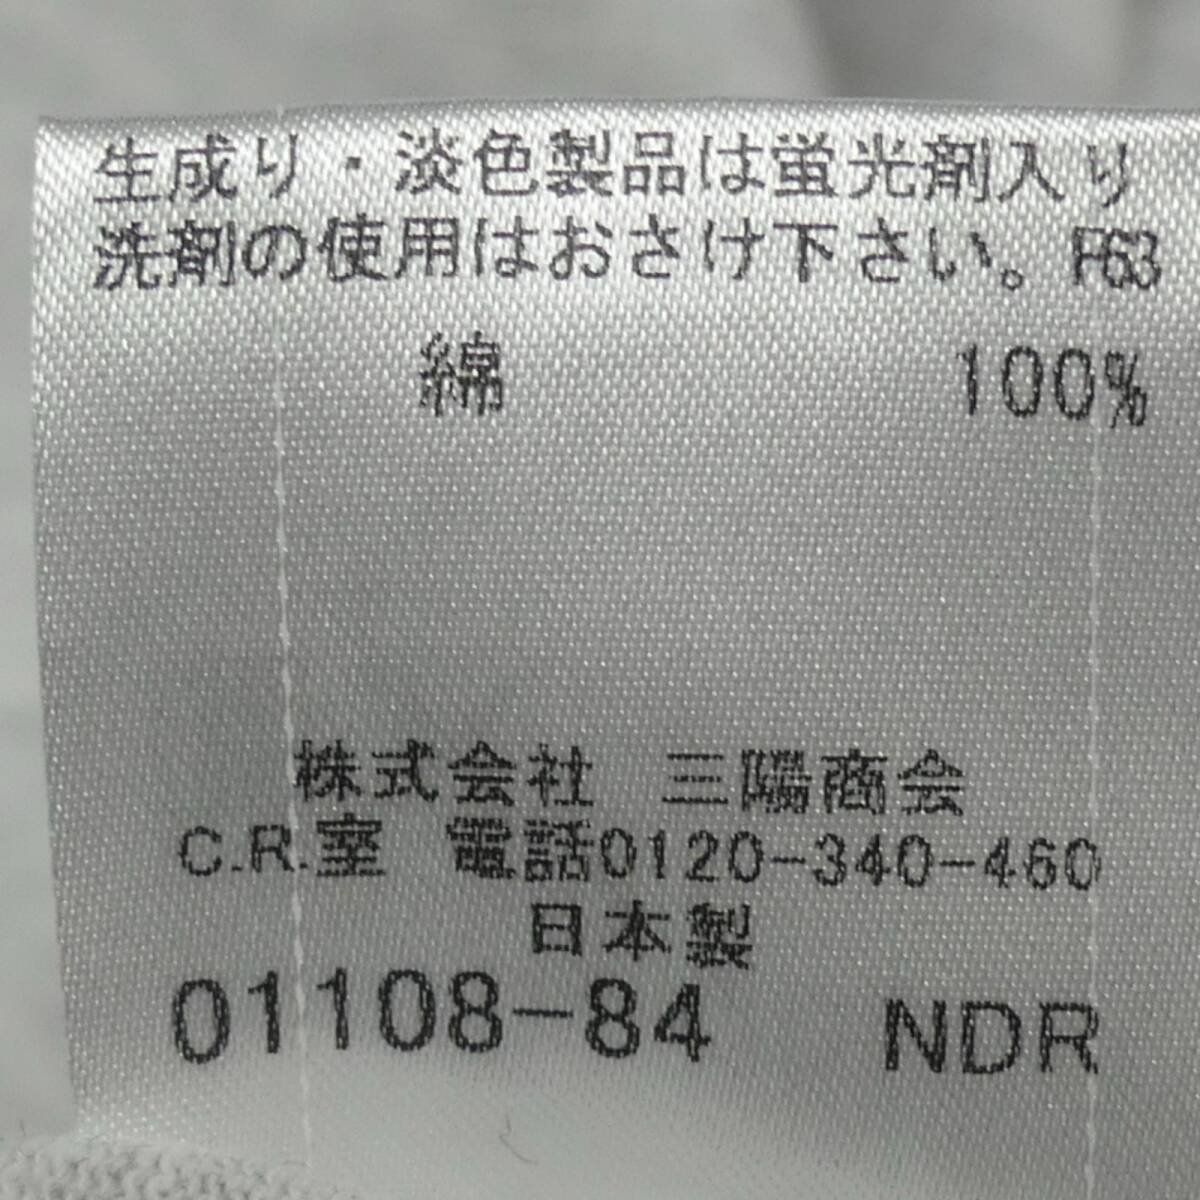 生成り・淡色製品は蛍光剤入り
洗剤の使用はおさけ下さい。F63
綿 100%
株式会社 三陽商会
C.R.室 電話0120-340-460
日本製
01108-84 NDR